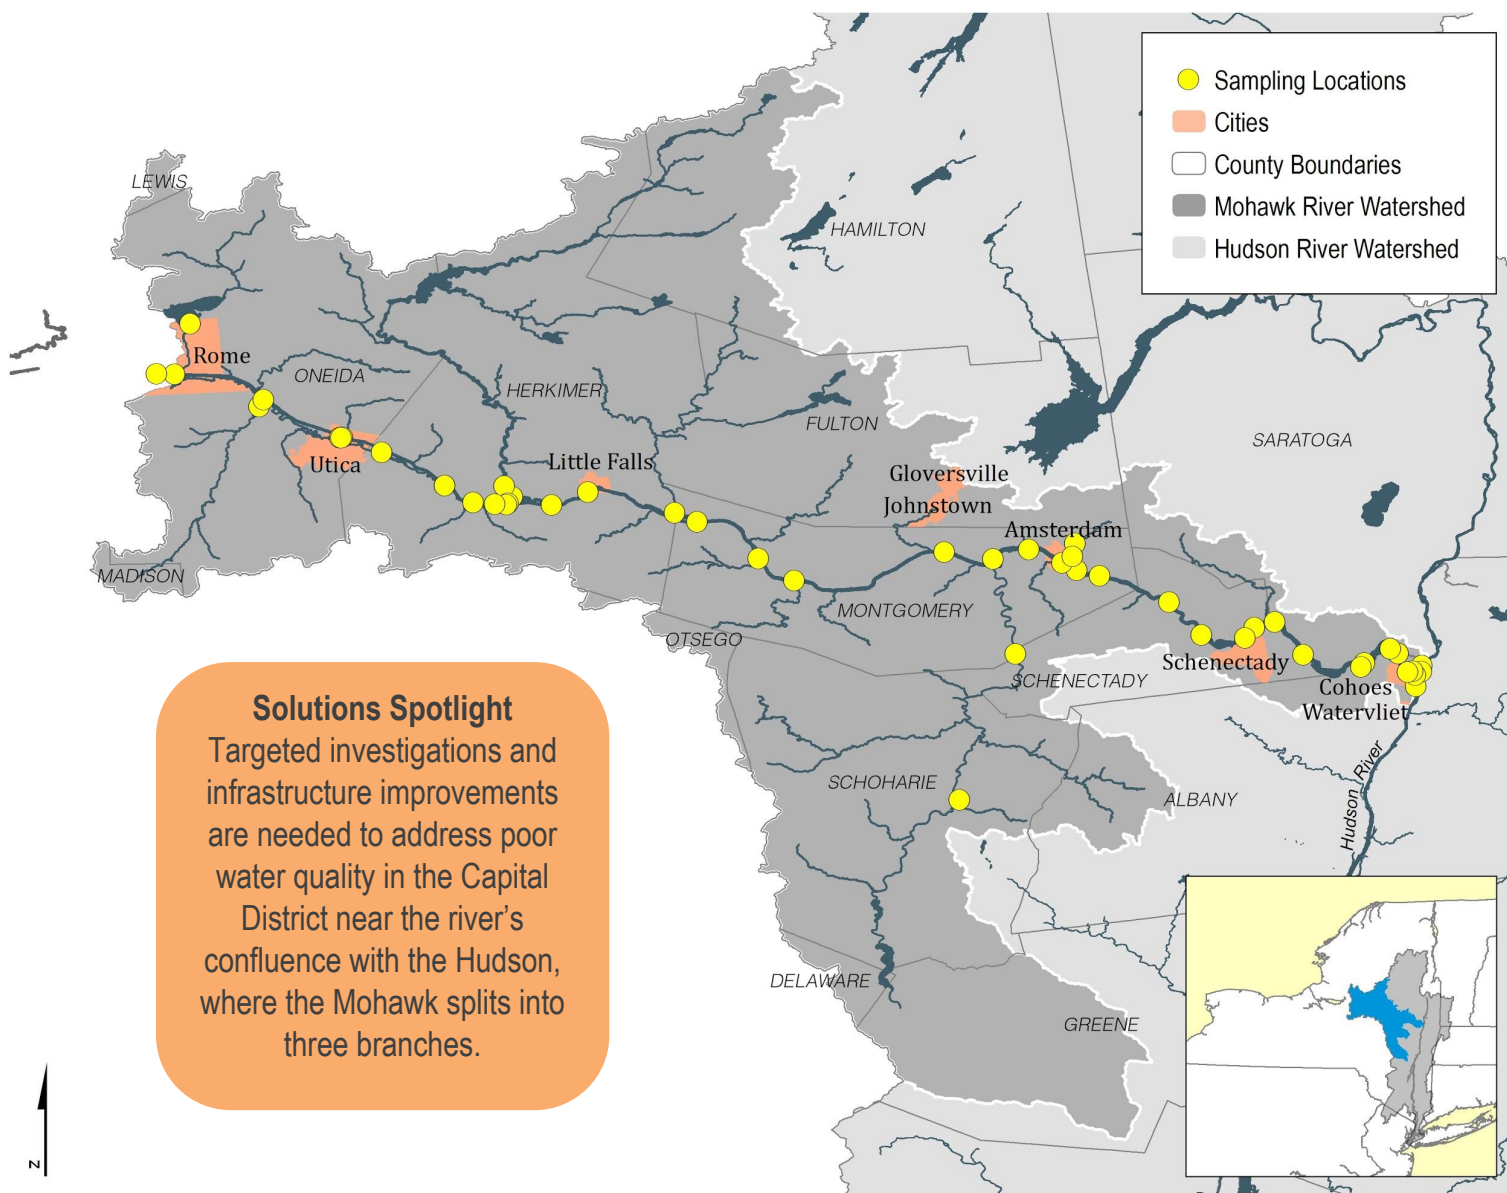 Sampling Locations
Cities
County Boundaries
Mohawk River Watershed
Hudson River Watershed
LEWIS
HAMILTON
Rome
ONEIDA
HERKIMER
FULTON
SARATOGA
Utica
Little Falls
Gloversville
Johnstown
Amsterdam
MADISON
MONTGOMERY
OTSEGO
SCHENECTADY
Schenectady
Cohoes
Watervliet
SCHOHARIE
ALBANY
Hudson River
DELAWARE
GREENE
Solutions Spotlight
Targeted investigations and
infrastructure improvements
are needed to address poor
water quality in the Capital
District near the river’s
confluence with the Hudson,
where the Mohawk splits into
three branches.
z